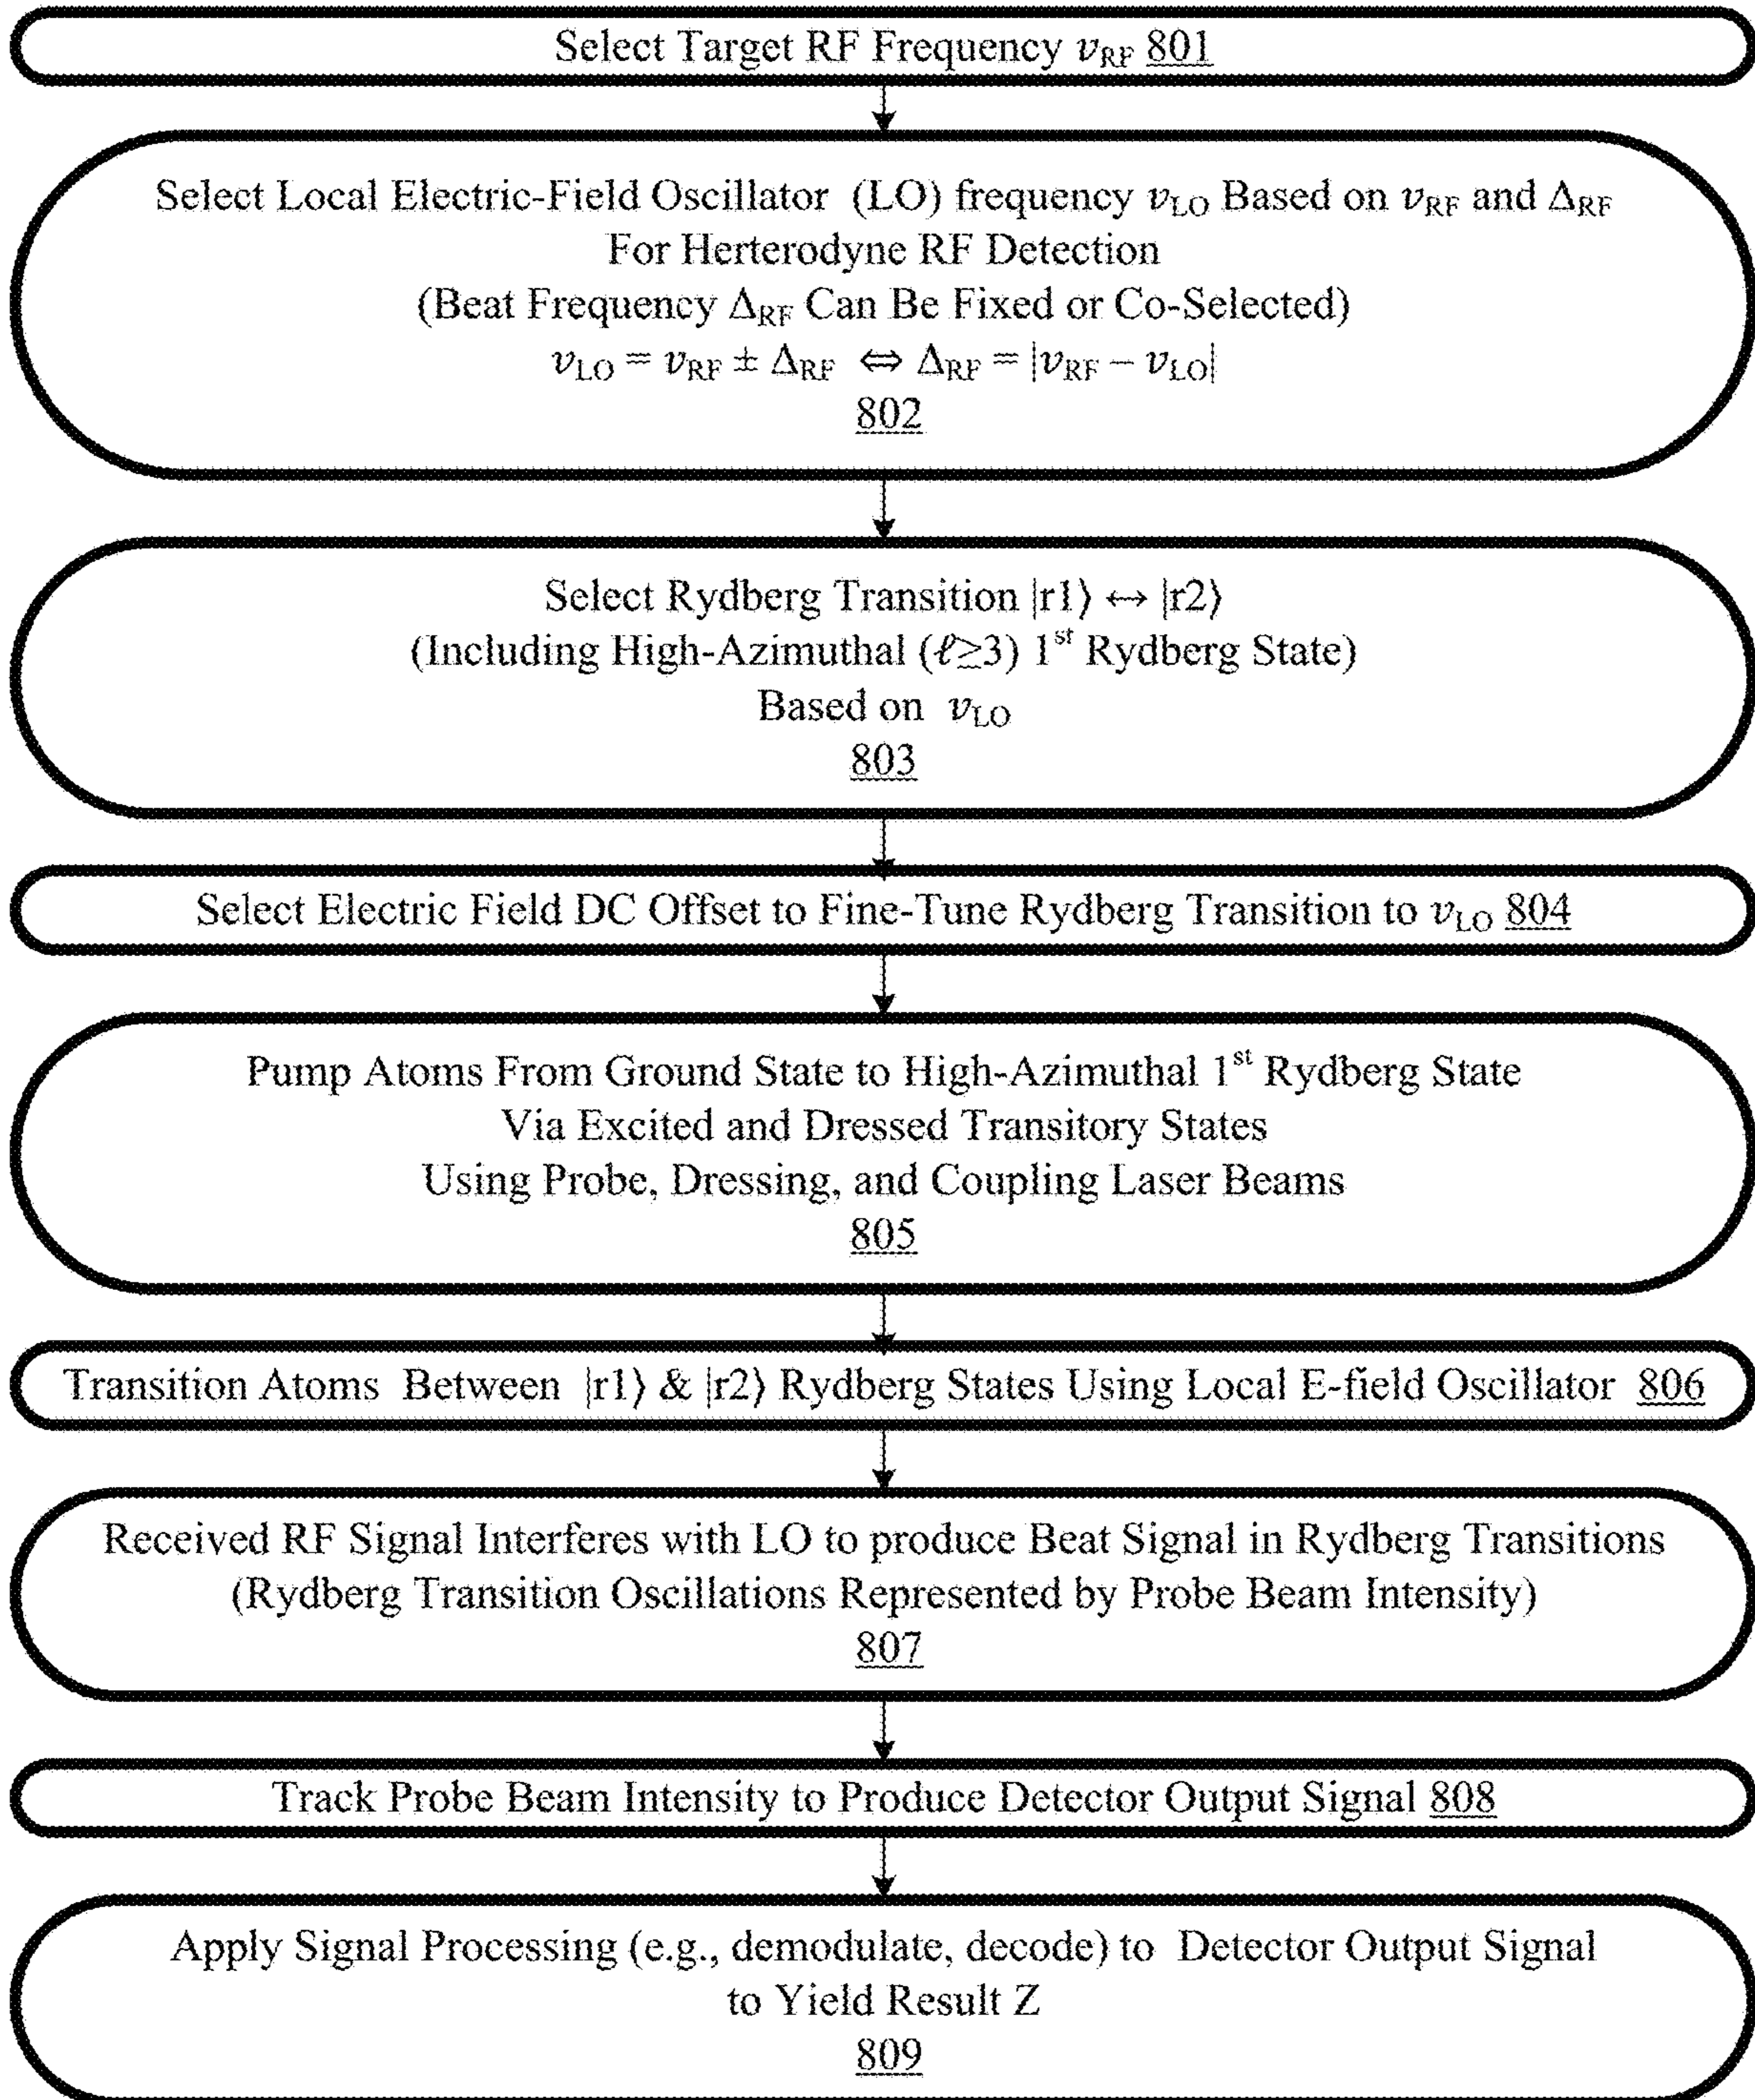 Select Target RF Frequency νRF 801
Select Local Electric-Field Oscillator (LO) frequency νLO Based on νRF and ΔRF
For Herterodyne RF Detection
(Beat Frequency ΔRF Can Be Fixed or Co-Selected)
νLO = νRF ± ΔRF ⇔ ΔRF = |νRF − νLO|
802
Select Rydberg Transition |r1⟩ ↔ |r2⟩
(Including High-Azimuthal (ℓ≥3) 1st Rydberg State)
Based on νLO
803
Select Electric Field DC Offset to Fine-Tune Rydberg Transition to νLO 804
Pump Atoms From Ground State to High-Azimuthal 1st Rydberg State
Via Excited and Dressed Transitory States
Using Probe, Dressing, and Coupling Laser Beams
805
Transition Atoms Between |r1⟩ & |r2⟩ Rydberg States Using Local E-field Oscillator 806
Received RF Signal Interferes with LO to produce Beat Signal in Rydberg Transitions
(Rydberg Transition Oscillations Represented by Probe Beam Intensity)
807
Track Probe Beam Intensity to Produce Detector Output Signal 808
Apply Signal Processing (e.g., demodulate, decode) to Detector Output Signal
to Yield Result Z
809